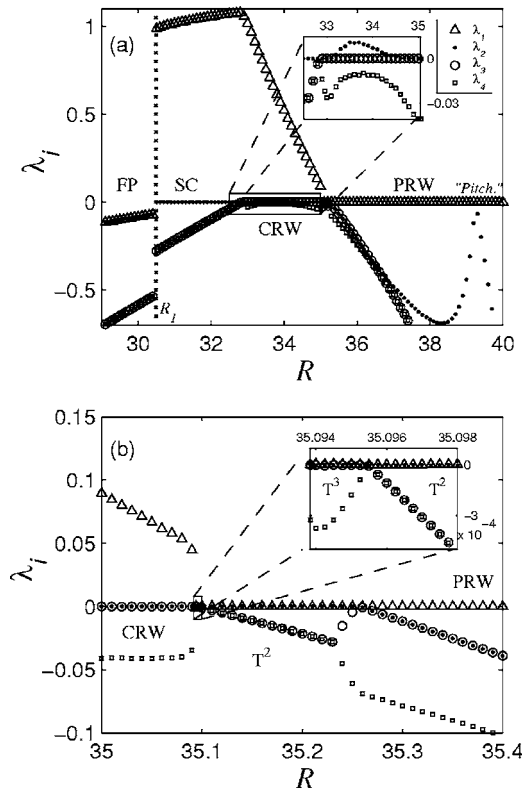 (a)
33 34 35
0
−0.03
△ λ1
• λ2
○ λ3
□ λ4
1
0.5
0
−0.5
λi
FP
SC
CRW
PRW
"Pitch."
R1
30 32 34 36 38 40
R
(b)
35.094 35.096 35.098
0
−3
x 10−4
T3
T2
0.15
0.1
0.05
0
−0.05
−0.1
λi
CRW
T2
PRW
35 35.1 35.2 35.3 35.4
R